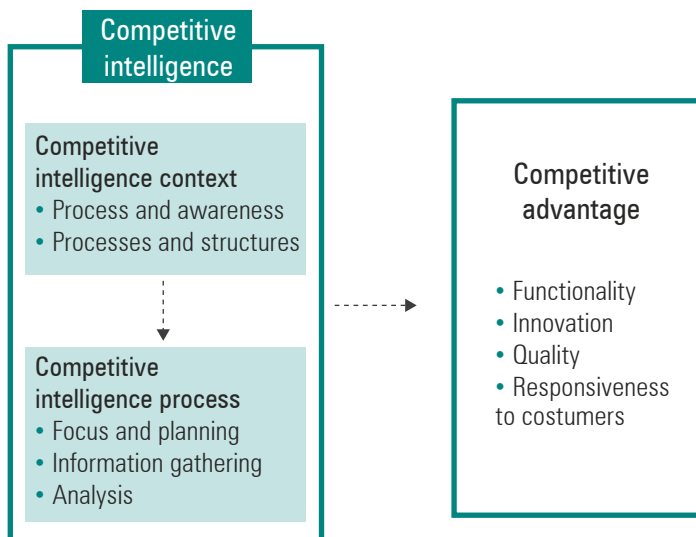 Competitive
intelligence
Competitive
intelligence context
• Process and awareness
• Processes and structures
Competitive
intelligence process
• Focus and planning
• Information gathering
• Analysis
Competitive
advantage
• Functionality
• Innovation
• Quality
• Responsiveness
to costumers